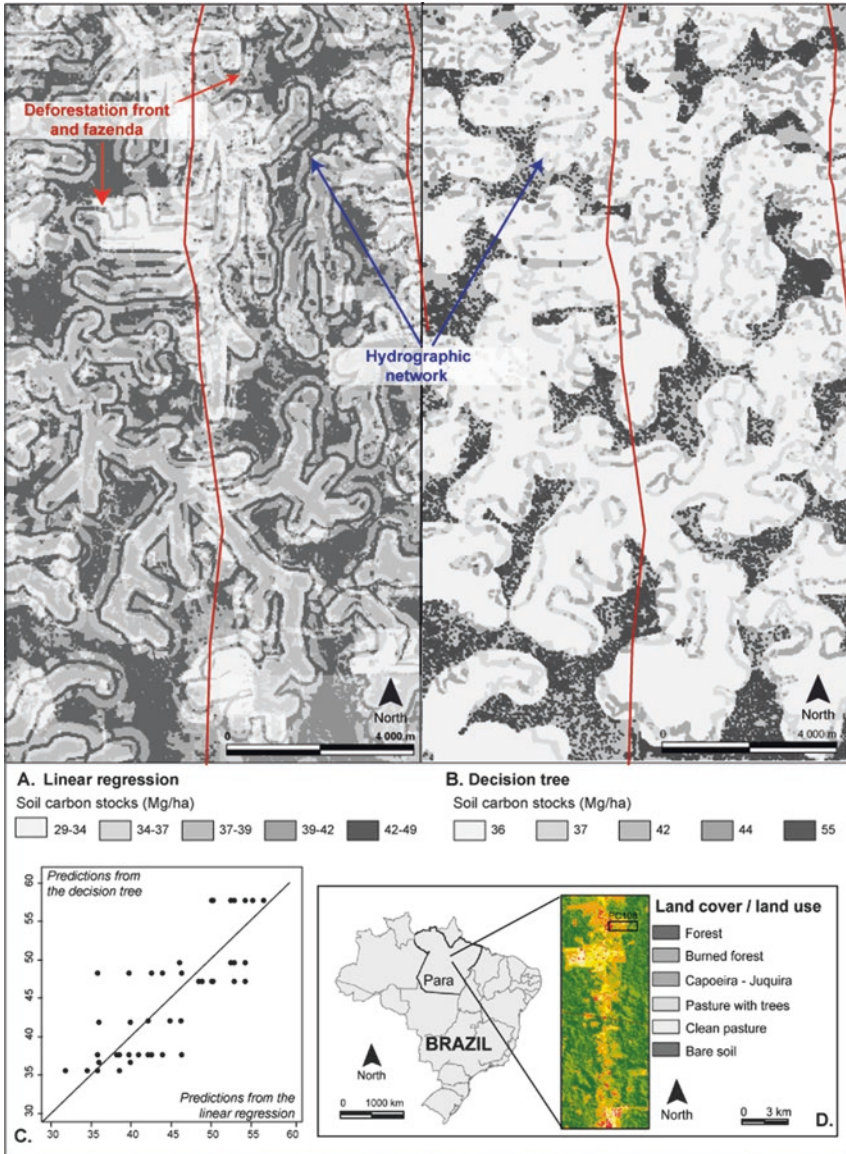 Deforestation front
and fazenda
Hydrographic
network
North
0 4 000 m
North
0 4 000 m
A. Linear regression
Soil carbon stocks (Mg/ha)
29-34 34-37 37-39 39-42 42-49
B. Decision tree
Soil carbon stocks (Mg/ha)
36 37 42 44 55
Predictions from
the decision tree
60
50
45
40
35
30
Predictions from the
linear regression
C.
30 35 40 45 50 55 60
Para
BRAZIL
North
0 1000 km
PC108
Land cover / land use
Forest
Burned forest
Capoeira - Juquira
Pasture with trees
Clean pasture
Bare soil
North
0 3 km
D.